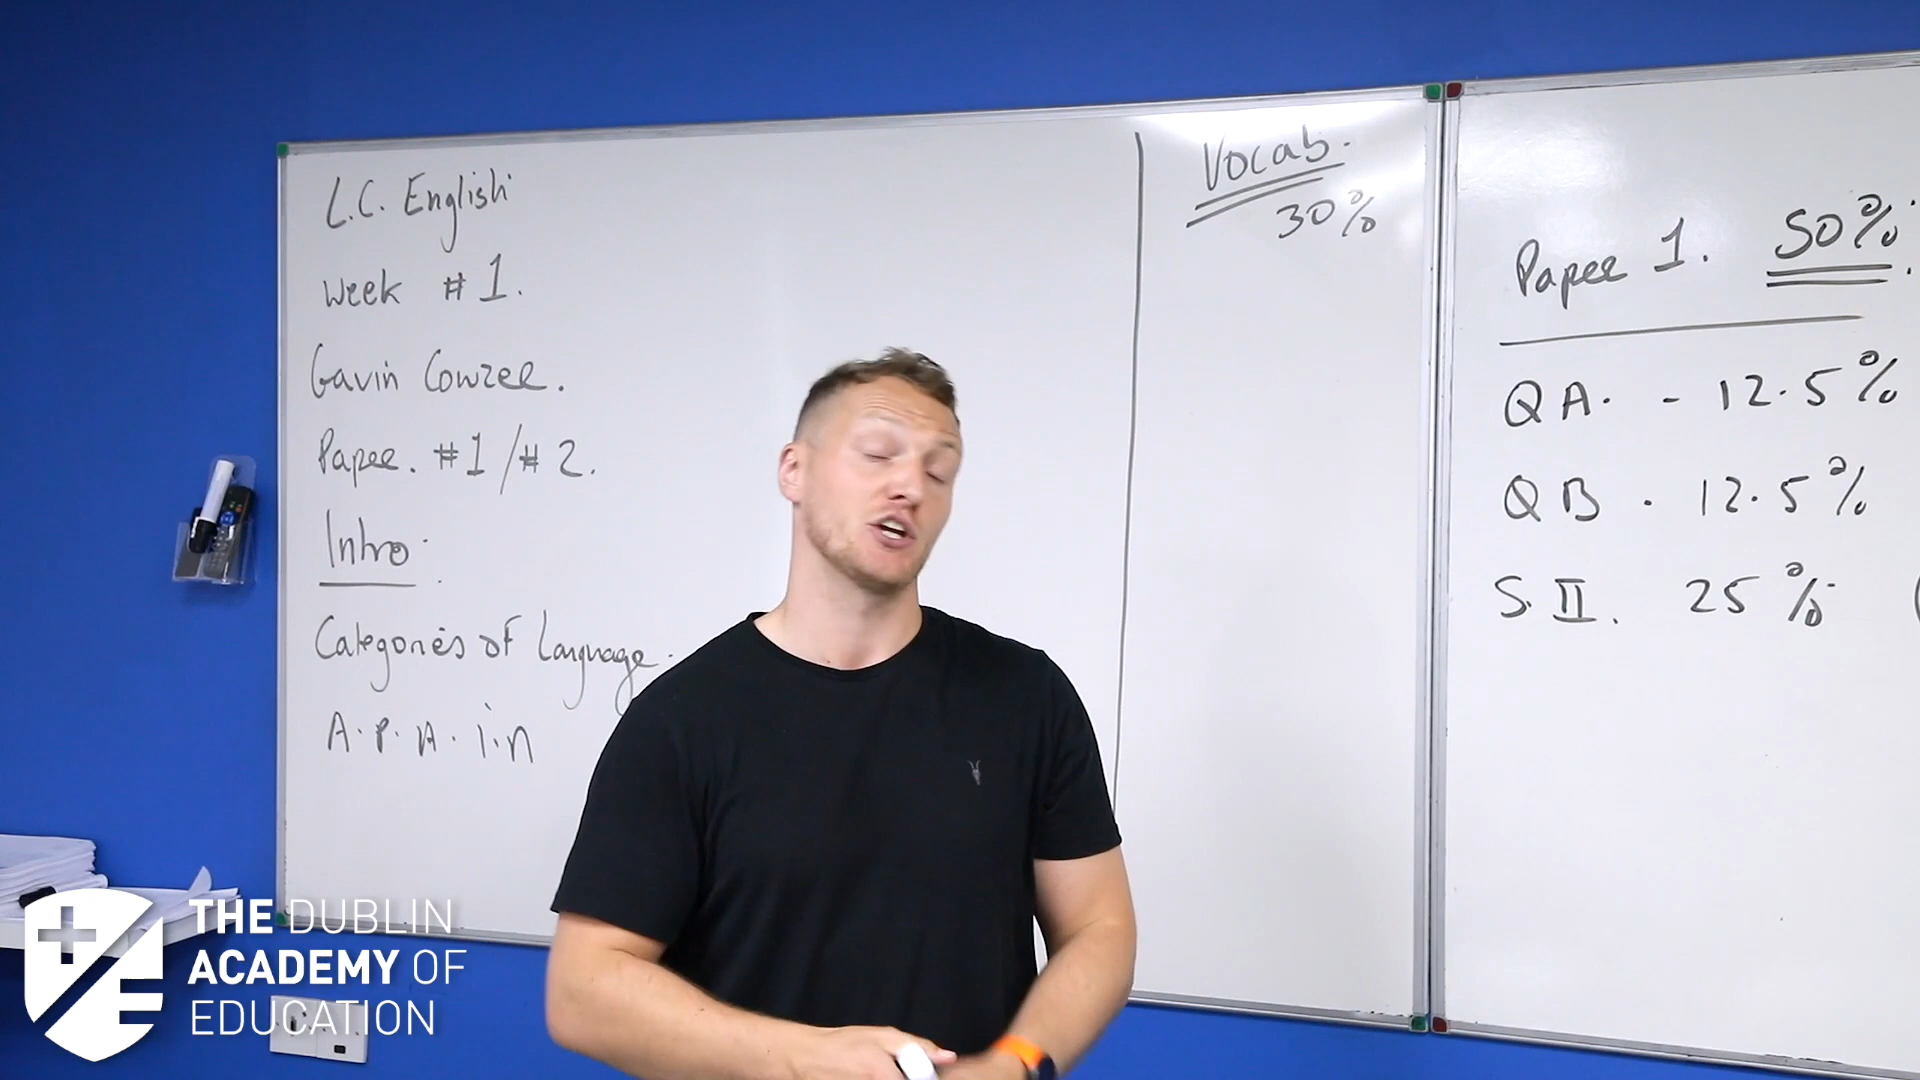 L.C. English
Week #1.
Gavin Cowzer.
Paper. #1/#2.
Intro:
Categories of Language.
A.P.A.i.n
Vocab.
30%
Paper 1. 50%:
QA. - 12.5%
QB. 12.5%
S.II. 25%
THE DUBLIN
ACADEMY OF
EDUCATION